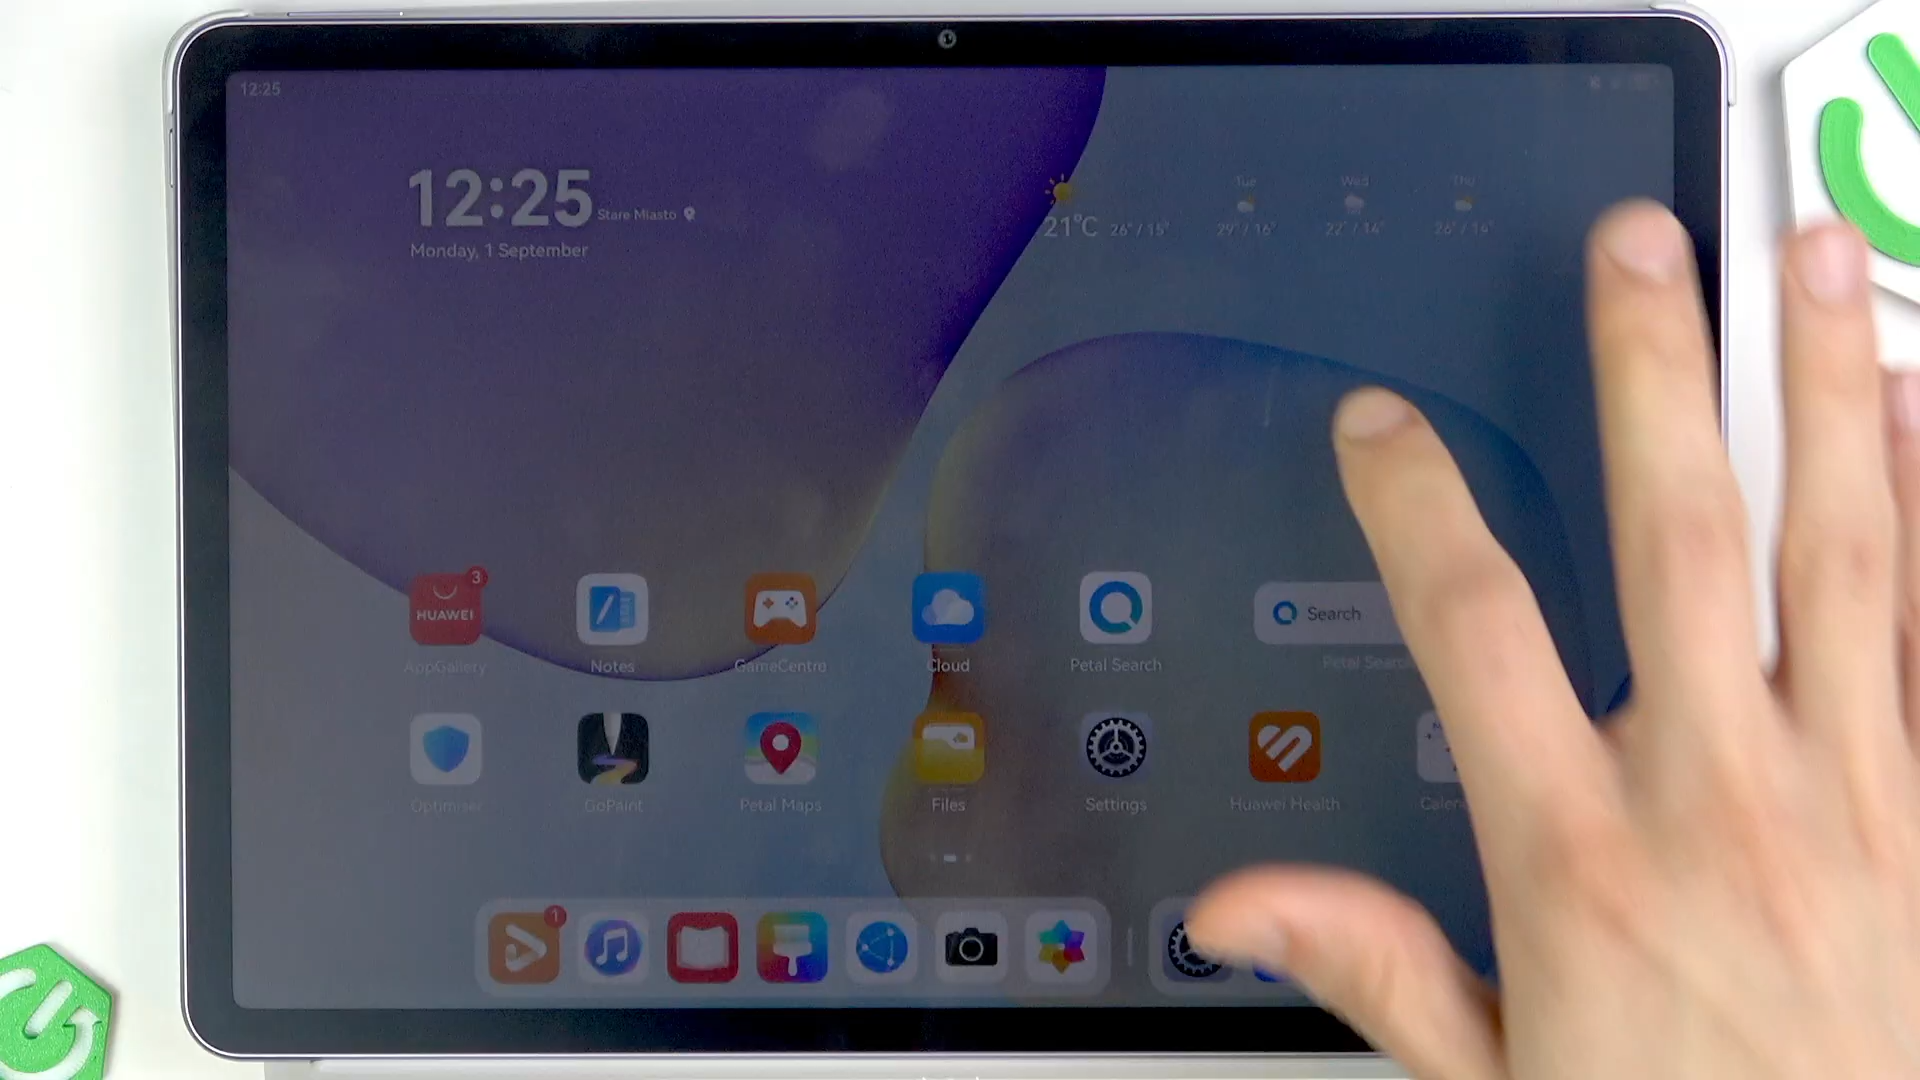 12:25
12:25 Stare Miasto
Monday, 1 September
21°C 26° / 15°
Tue
29° / 16°
Wed
22° / 14°
Thu
26° / 14°
3
HUAWEI
AppGallery
Notes
GameCentre
Cloud
Petal Search
Search
Petal Search
Optimiser
GoPaint
Petal Maps
Files
Settings
Huawei Health
1